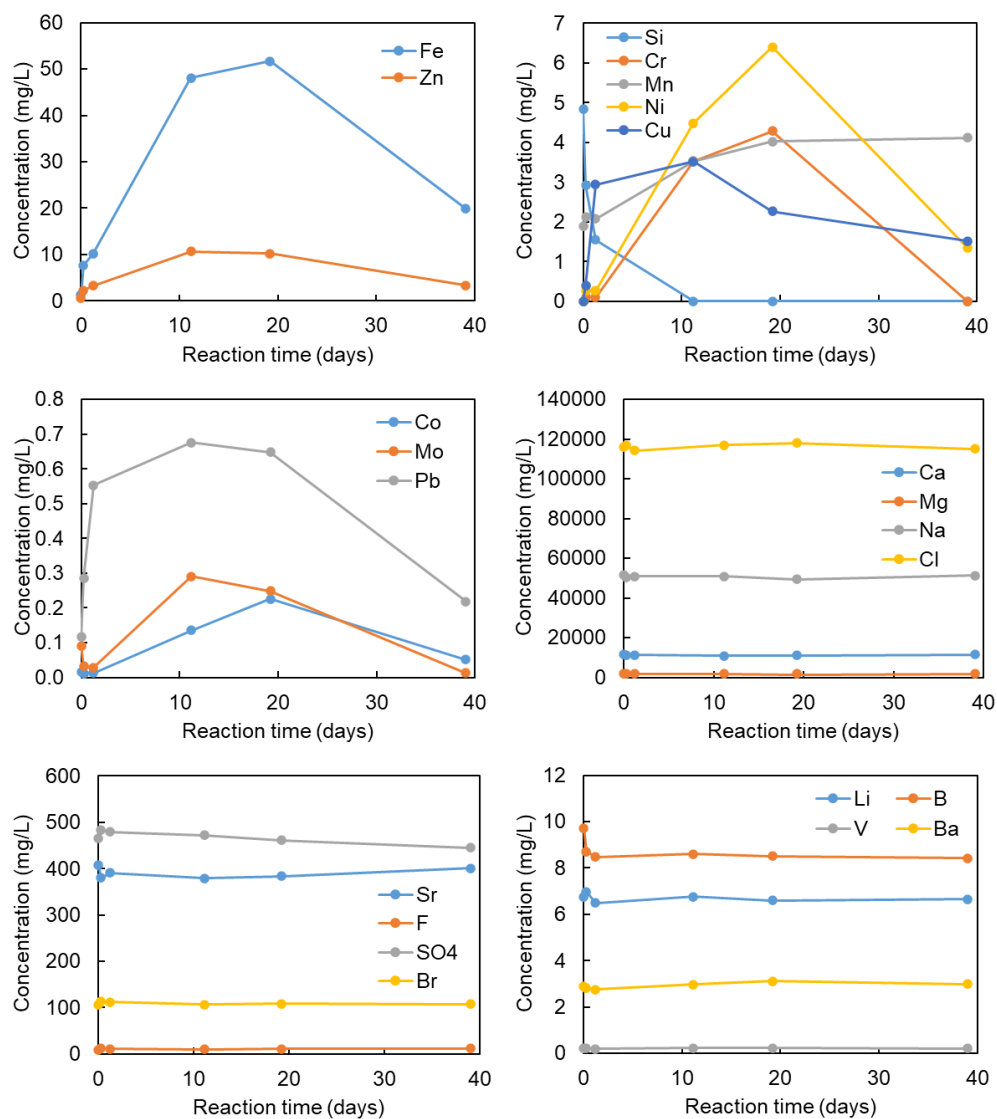 60
50
40
30
20
10
0
Concentration (mg/L)
Fe
Zn
0 10 20 30 40
Reaction time (days)
7
6
5
4
3
2
1
0
Concentration (mg/L)
Si
Cr
Mn
Ni
Cu
0 10 20 30 40
Reaction time (days)
0.8
0.7
0.6
0.5
0.4
0.3
0.2
0.1
0.0
Concentration (mg/L)
Co
Mo
Pb
0 10 20 30 40
Reaction time (days)
140000
120000
100000
80000
60000
40000
20000
0
Concentration (mg/L)
Ca
Mg
Na
Cl
0 10 20 30 40
Reaction time (days)
600
500
400
300
200
100
0
Concentration (mg/L)
Sr
F
SO4
Br
0 10 20 30 40
Reaction time (days)
12
10
8
6
4
2
0
Concentration (mg/L)
Li B
V Ba
0 10 20 30 40
Reaction time (days)